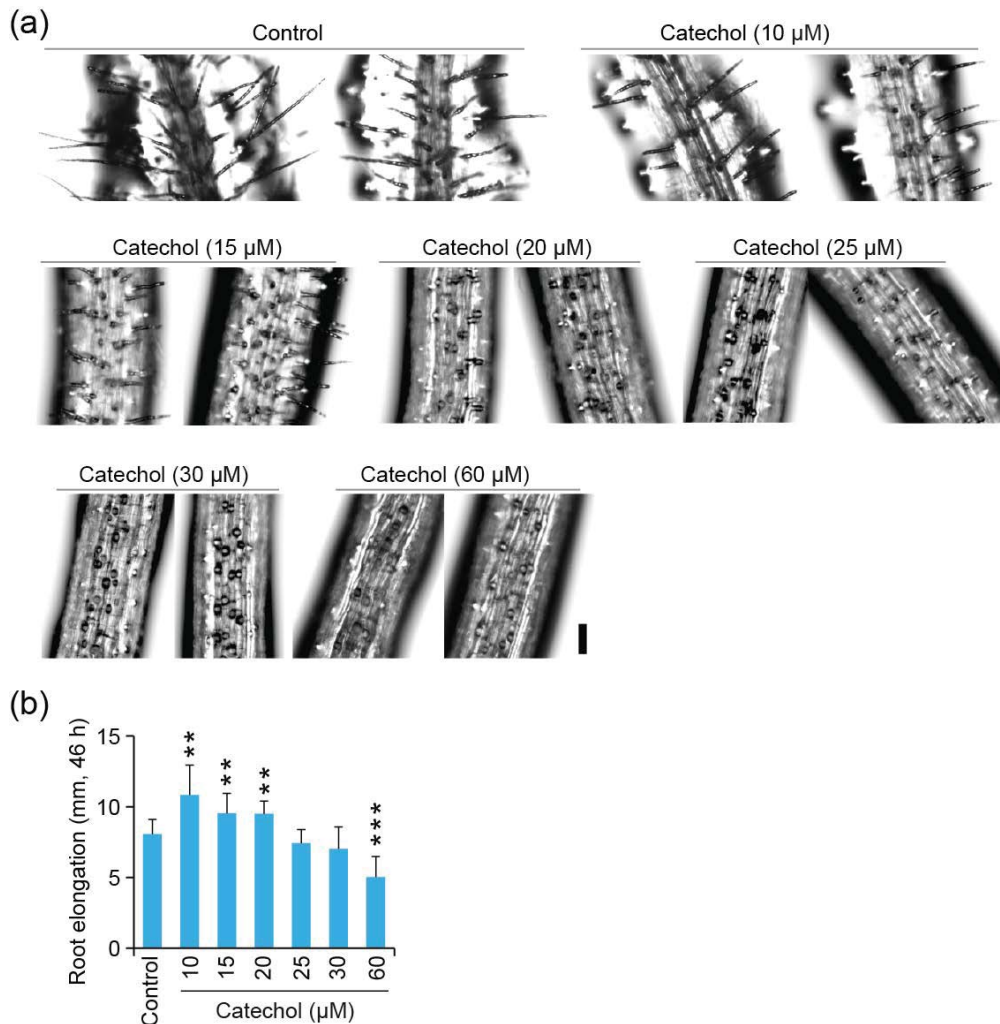 (a)
Control
Catechol (10 µM)
Catechol (15 µM)
Catechol (20 µM)
Catechol (25 µM)
Catechol (30 µM)
Catechol (60 µM)
(b)
Root elongation (mm, 46 h)
15
10
5
0
**
**
**
***
Control
10
15
20
25
30
60
Catechol (µM)